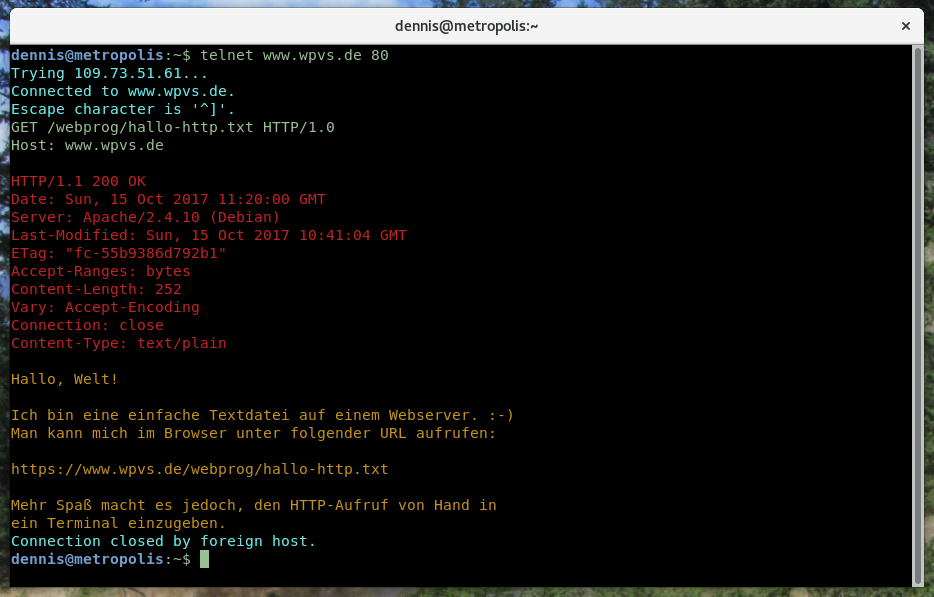 dennis@metropolis:~
×
dennis@metropolis:~$ telnet www.wpvs.de 80
Trying 109.73.51.61...
Connected to www.wpvs.de.
Escape character is '^]'.
GET /webprog/hallo-http.txt HTTP/1.0
Host: www.wpvs.de

HTTP/1.1 200 OK
Date: Sun, 15 Oct 2017 11:20:00 GMT
Server: Apache/2.4.10 (Debian)
Last-Modified: Sun, 15 Oct 2017 10:41:04 GMT
ETag: "fc-55b9386d792b1"
Accept-Ranges: bytes
Content-Length: 252
Vary: Accept-Encoding
Connection: close
Content-Type: text/plain

Hallo, Welt!

Ich bin eine einfache Textdatei auf einem Webserver. :-)
Man kann mich im Browser unter folgender URL aufrufen:

https://www.wpvs.de/webprog/hallo-http.txt

Mehr Spaß macht es jedoch, den HTTP-Aufruf von Hand in
ein Terminal einzugeben.
Connection closed by foreign host.
dennis@metropolis:~$